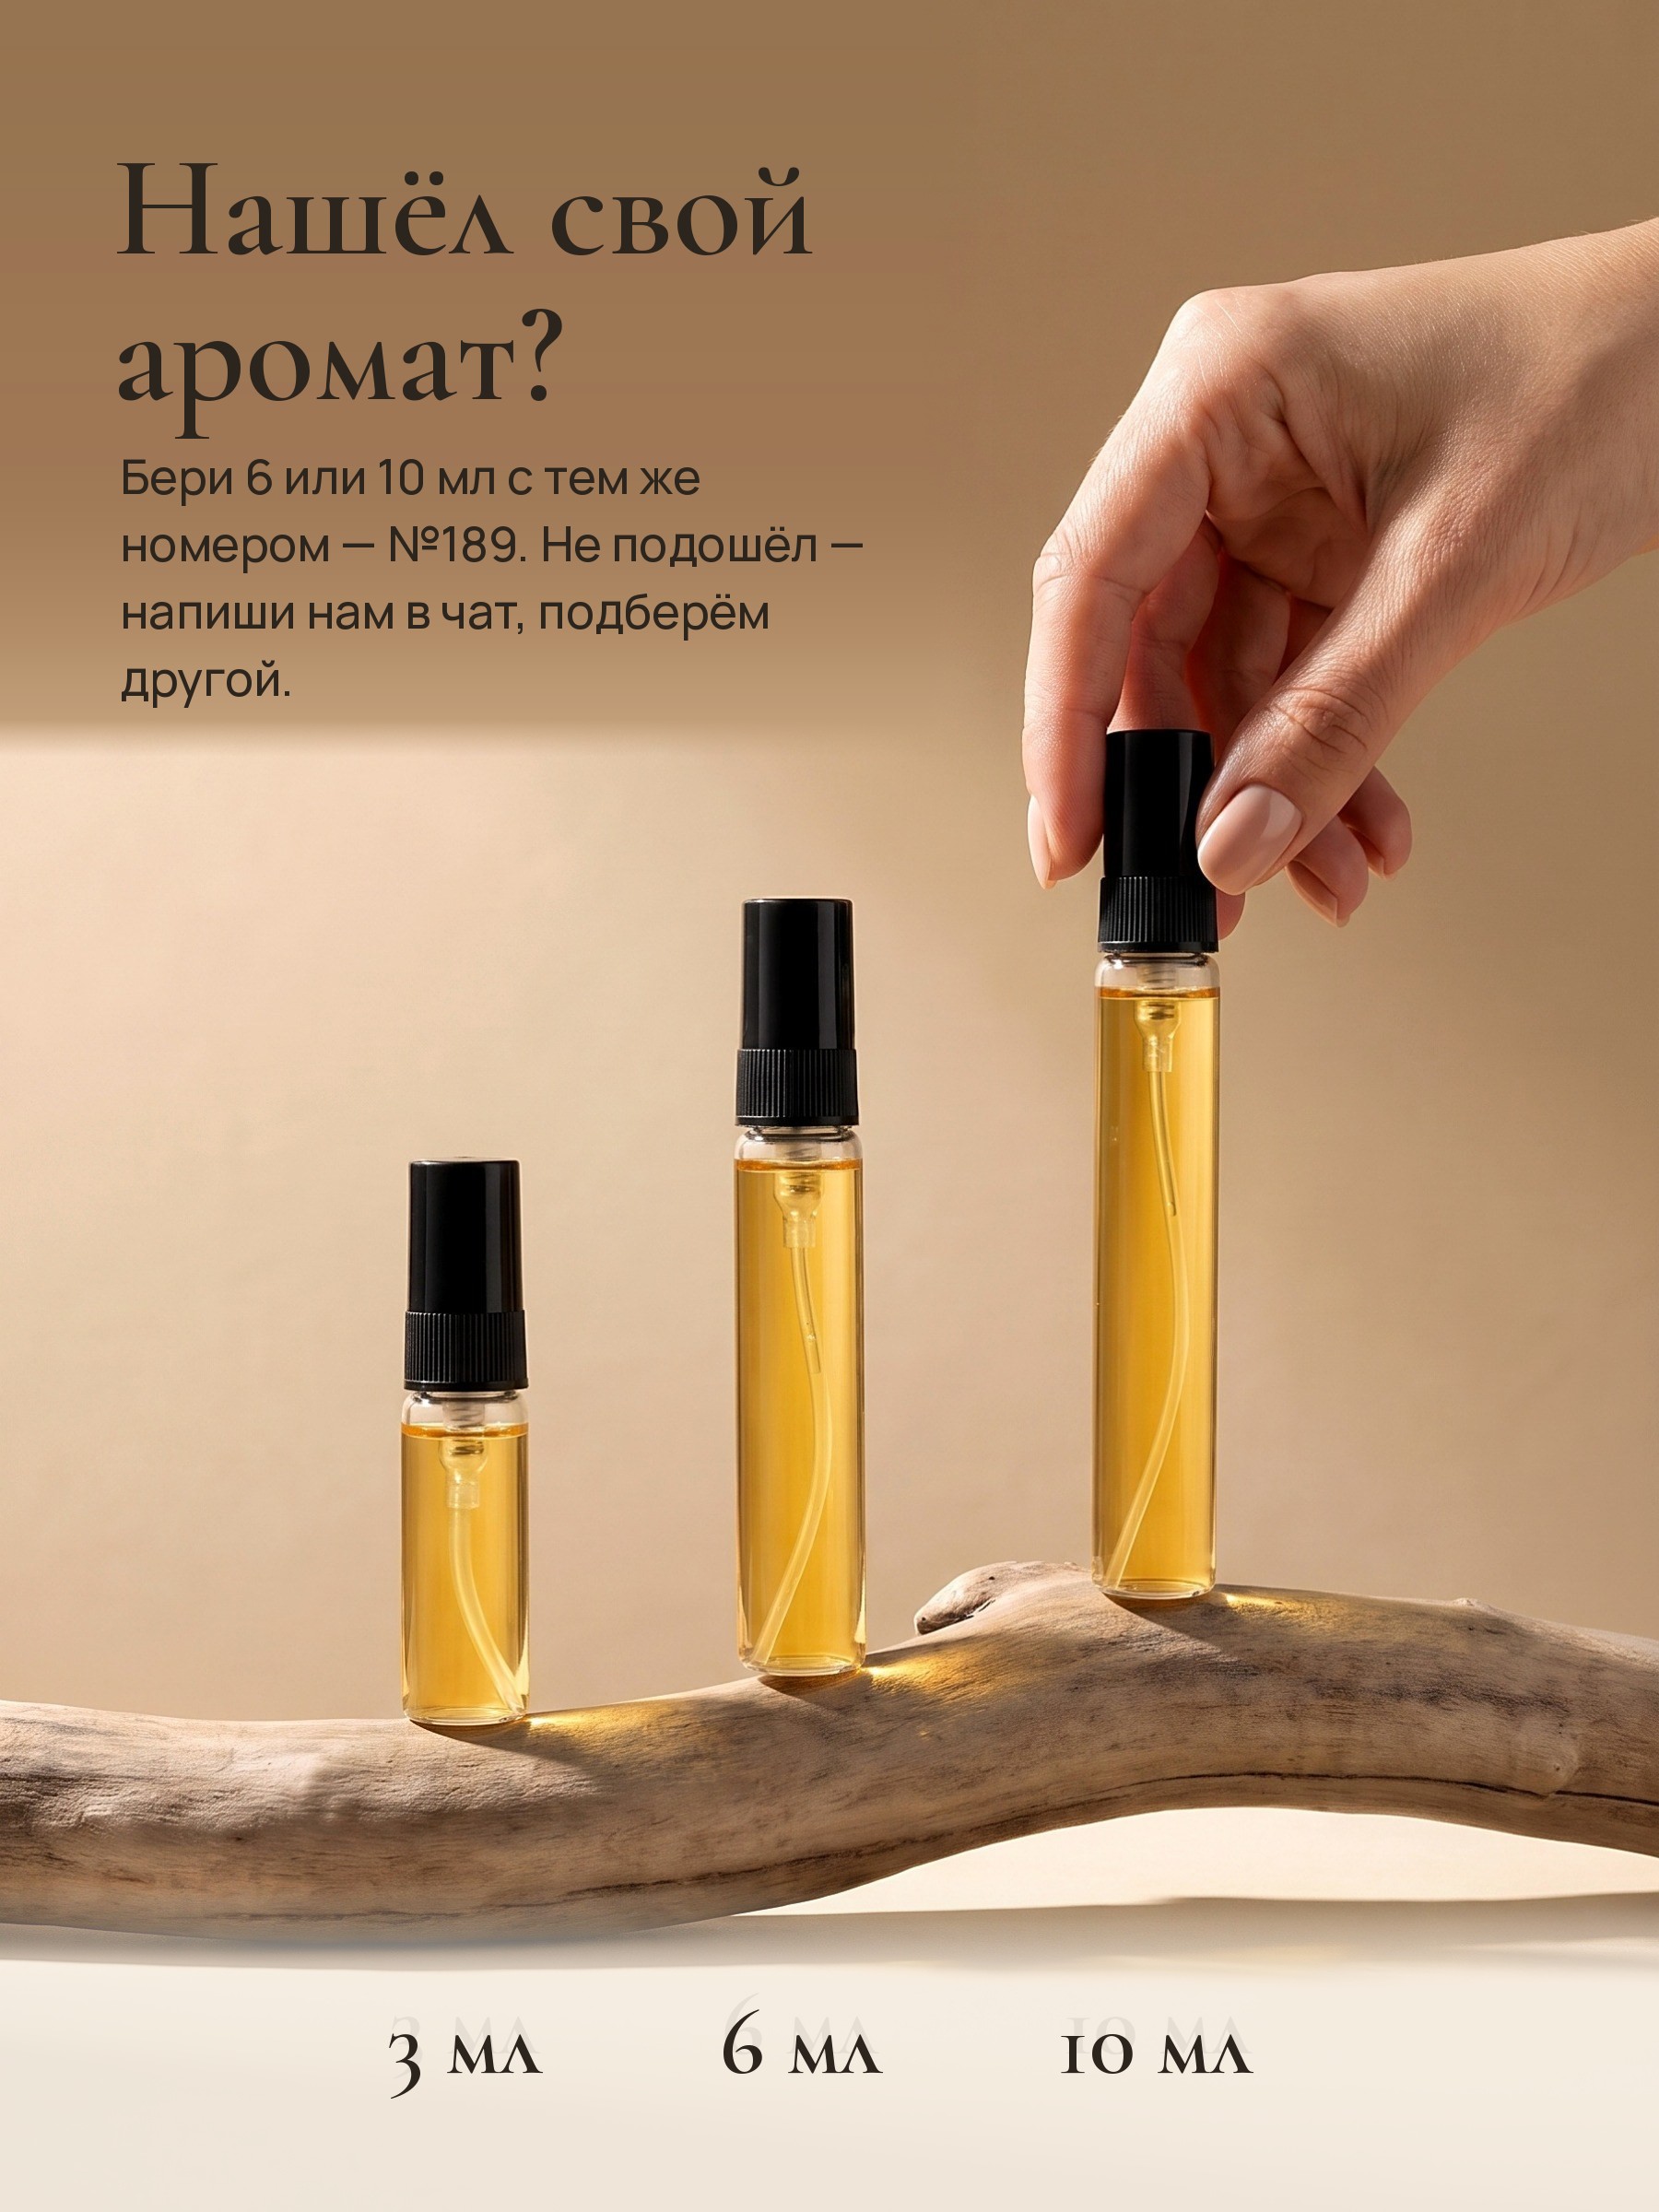 Нашёл свой
аромат?
Бери 6 или 10 мл с тем же
номером — №189. Не подошёл —
напиши нам в чат, подберём
другой.
3 мл 6 мл 10 мл